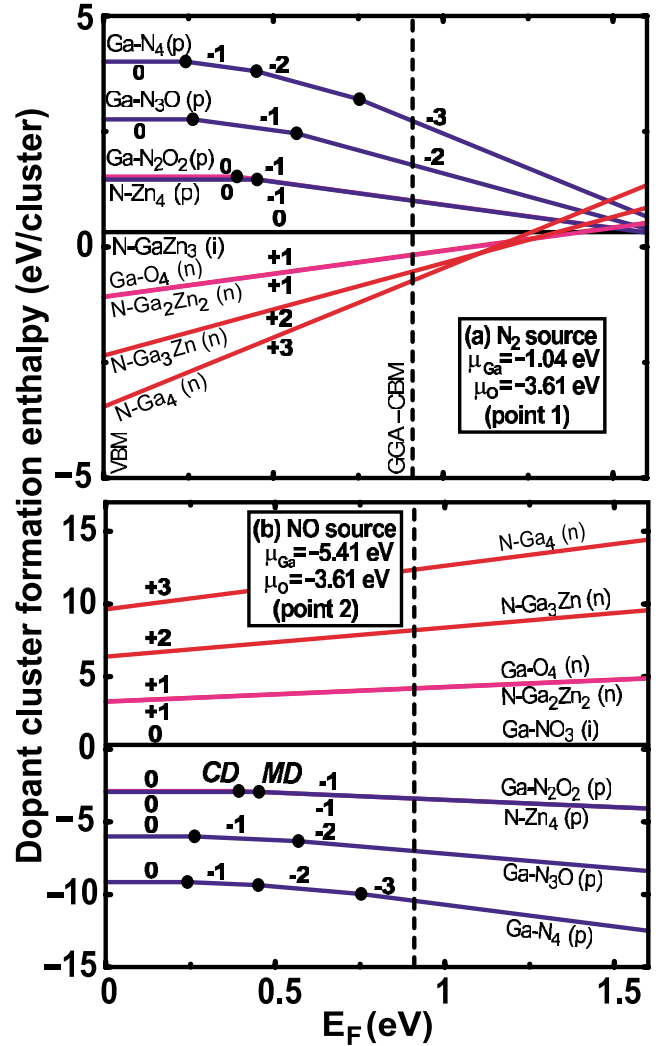 Dopant cluster formation enthalpy (eV/cluster)
5
Ga-N4 (p)
0
-1
-2
-3
Ga-N3O (p)
0
-1
-2
Ga-N2O2(p)
0
-1
N-Zn4 (p)
0
-1
0
0
N-GaZn3 (i)
+1
Ga-O4 (n)
+1
N-Ga2Zn2 (n)
+2
N-Ga3Zn (n)
+3
N-Ga4 (n)
VBM
GGA-CBM
(a) N2 source
μGa=-1.04 eV
μO=-3.61 eV
(point 1)
-5
15
(b) NO source
μGa=-5.41 eV
μO=-3.61 eV
(point 2)
N-Ga4 (n)
+3
10
N-Ga3Zn (n)
+2
5
Ga-O4 (n)
+1
N-Ga2Zn2 (n)
+1
0
Ga-NO3 (i)
0
0
CD
MD
-1
Ga-N2O2 (p)
0
-1
N-Zn4 (p)
-5
0
-1
-2
Ga-N3O (p)
0
-1
-2
-3
-10
Ga-N4 (p)
-15
0
0.5
1
1.5
EF (eV)